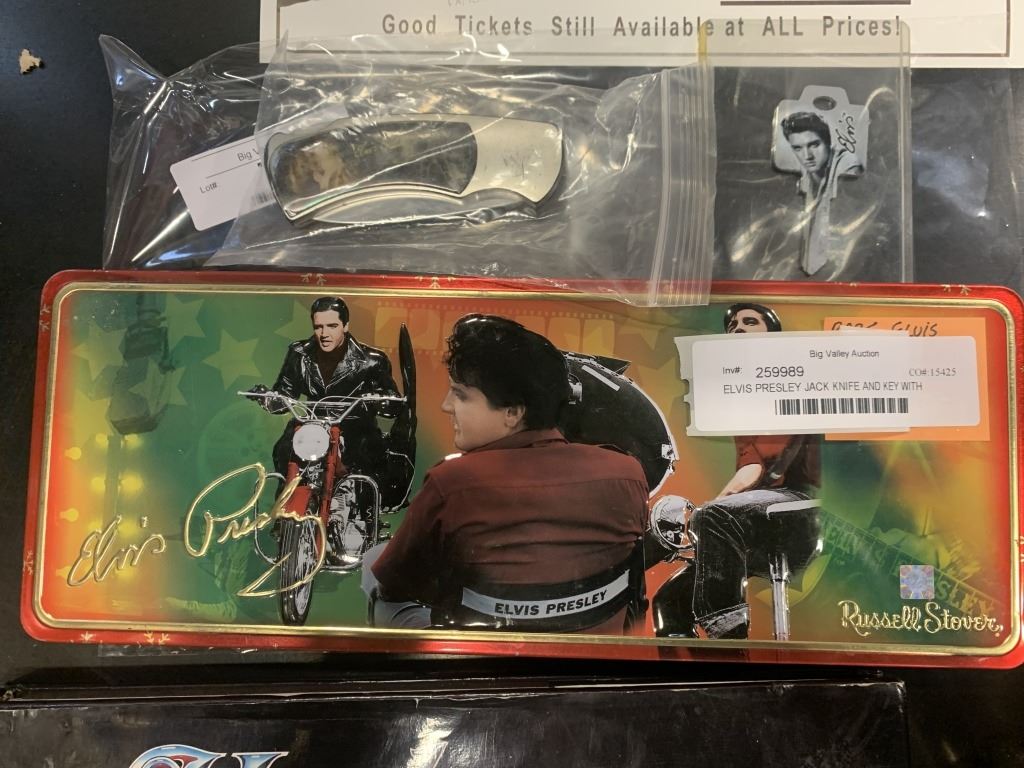 Good Tickets Still Available at ALL Prices!
Big V
Lot#:
Elvis
Elvis
Big Valley Auction
Inv#: 259989 CO#:15425
ELVIS PRESLEY JACK KNIFE AND KEY WITH
Elvis Presley
ELVIS PRESLEY
Russell Stover